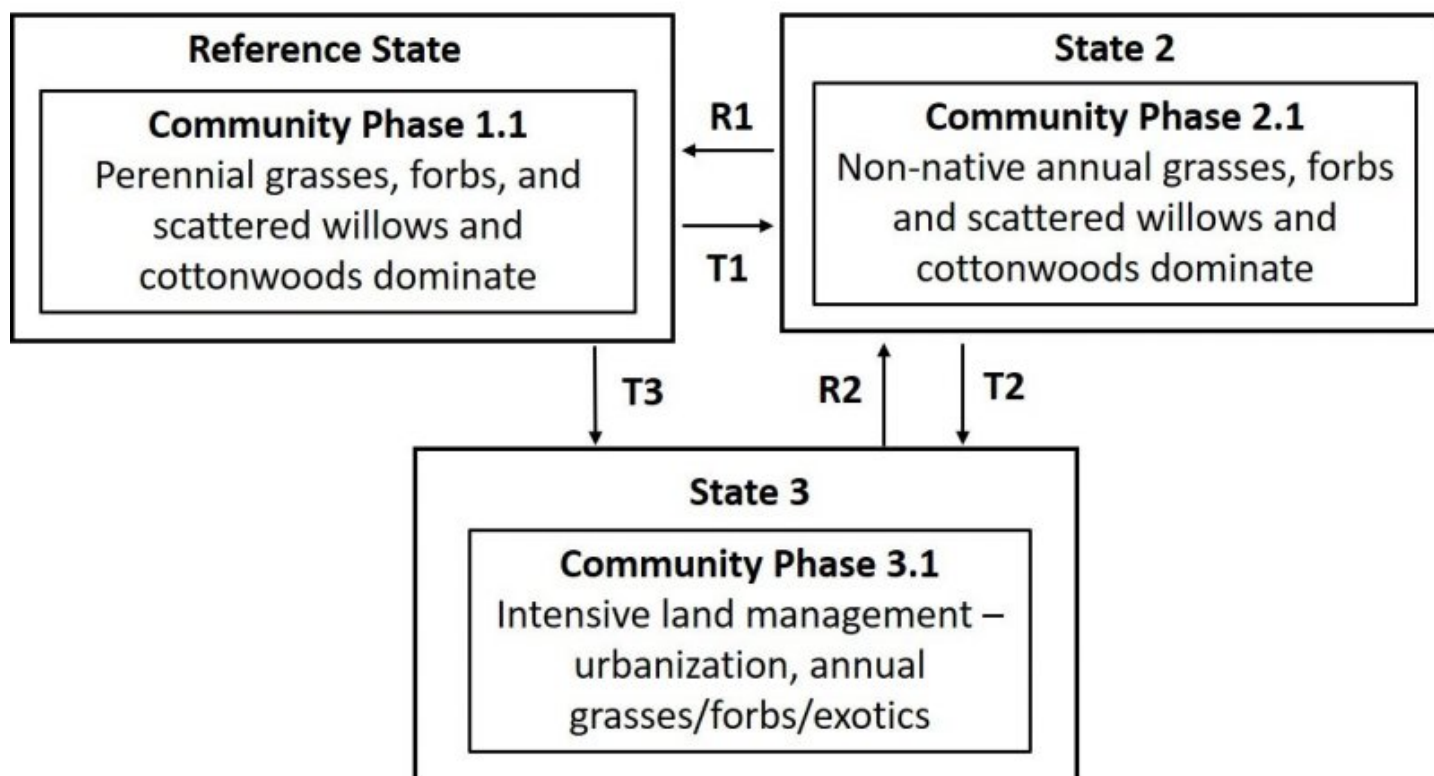 Reference State
Community Phase 1.1
Perennial grasses, forbs, and
scattered willows and
cottonwoods dominate
R1
T1
State 2
Community Phase 2.1
Non-native annual grasses, forbs
and scattered willows and
cottonwoods dominate
T3
R2
T2
State 3
Community Phase 3.1
Intensive land management –
urbanization, annual
grasses/forbs/exotics